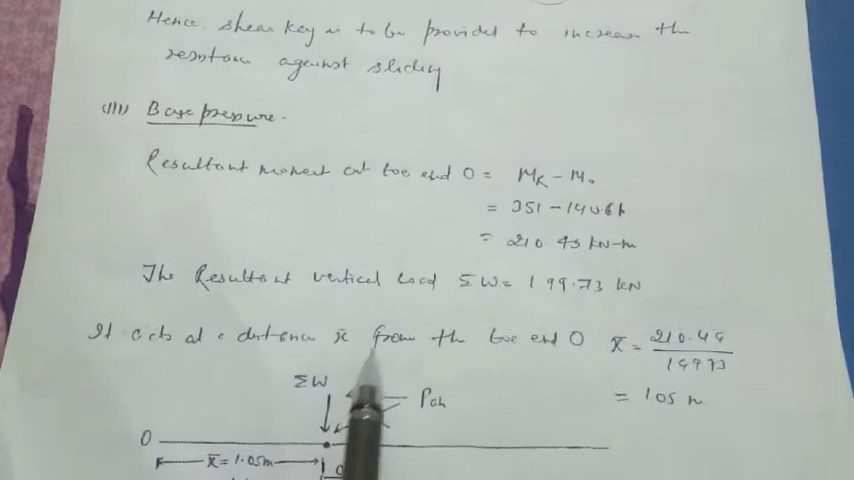 Hence shear key is to be provided to increase the
resistance against sliding
(III) Base pressure.
Resultant moment at toe end O = MR - Mo
= 351 - 140.61
= 210.43 kN-m
The Resultant vertical load ΣW = 199.73 kN
It acts at a distance x̄ from the toe end O x̄ = 210.44 / 199.73
= 1.05 m
ΣW
Pah
O
x̄ = 1.05m